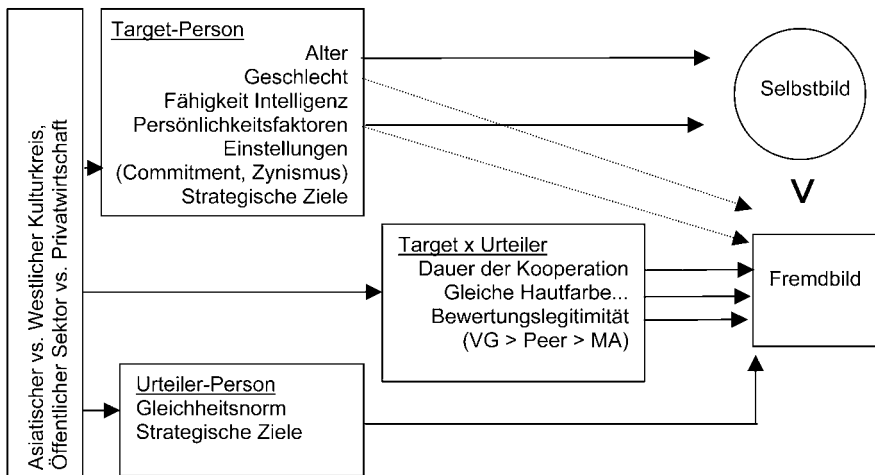 Asiatischer vs. Westlicher Kulturkreis,
Öffentlicher Sektor vs. Privatwirtschaft
Target-Person
Alter
Geschlecht
Fähigkeit Intelligenz
Persönlichkeitsfaktoren
Einstellungen
(Commitment, Zynismus)
Strategische Ziele
Selbstbild
V
Target x Urteiler
Dauer der Kooperation
Gleiche Hautfarbe...
Bewertungslegitimität
(VG > Peer > MA)
Fremdbild
Urteiler-Person
Gleichheitsnorm
Strategische Ziele